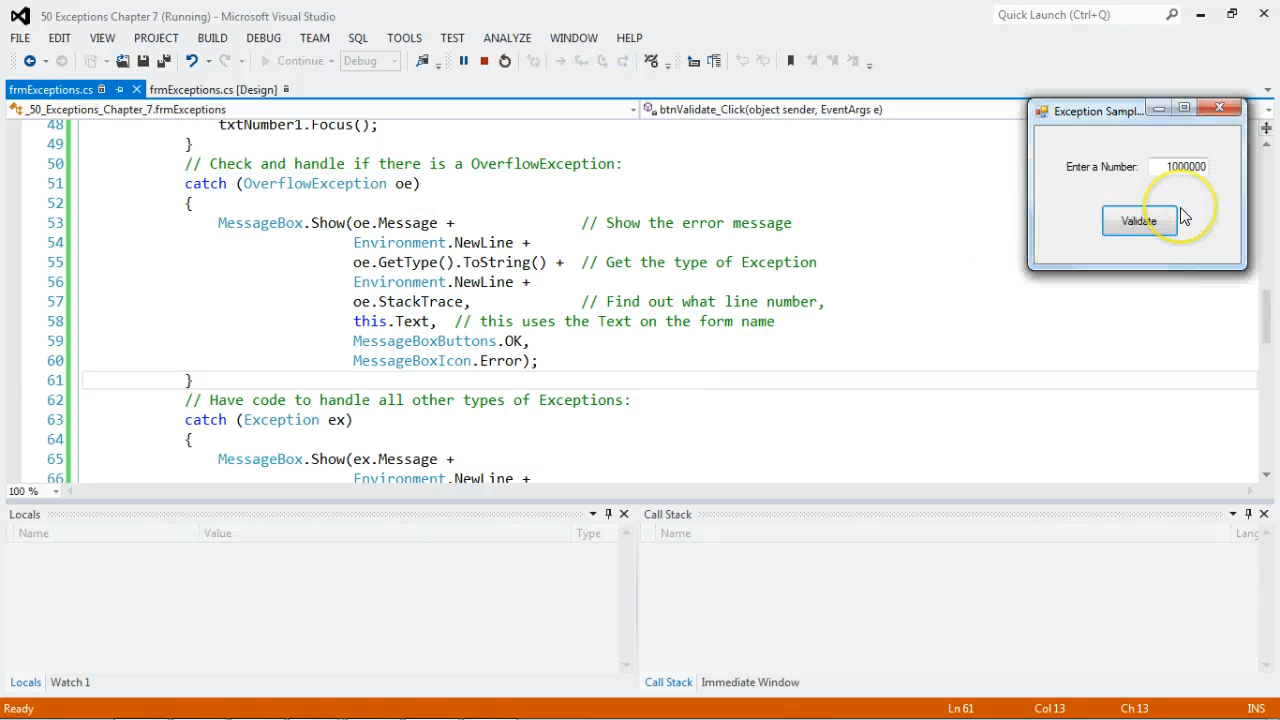 50 Exceptions Chapter 7 (Running) - Microsoft Visual Studio
Quick Launch (Ctrl+Q)
FILE EDIT VIEW PROJECT BUILD DEBUG TEAM SQL TOOLS TEST ANALYZE WINDOW HELP
Continue Debug
frmExceptions.cs frmExceptions.cs [Design]
_50_Exceptions_Chapter_7.frmExceptions btnValidate_Click(object sender, EventArgs e)
48 txtNumber1.Focus();
49 }
50 // Check and handle if there is a OverflowException:
51 catch (OverflowException oe)
52 {
53 MessageBox.Show(oe.Message + // Show the error message
54 Environment.NewLine +
55 oe.GetType().ToString() + // Get the type of Exception
56 Environment.NewLine +
57 oe.StackTrace, // Find out what line number,
58 this.Text, // this uses the Text on the form name
59 MessageBoxButtons.OK,
60 MessageBoxIcon.Error);
61 }
62 // Have code to handle all other types of Exceptions:
63 catch (Exception ex)
64 {
65 MessageBox.Show(ex.Message +
66 Environment.NewLine +
100 %
Exception Sampl...
Enter a Number: 1000000
Validate
Locals
Name Value Type
Locals Watch 1
Call Stack
Name Lang
Call Stack Immediate Window
Ready Ln 61 Col 13 Ch 13 INS